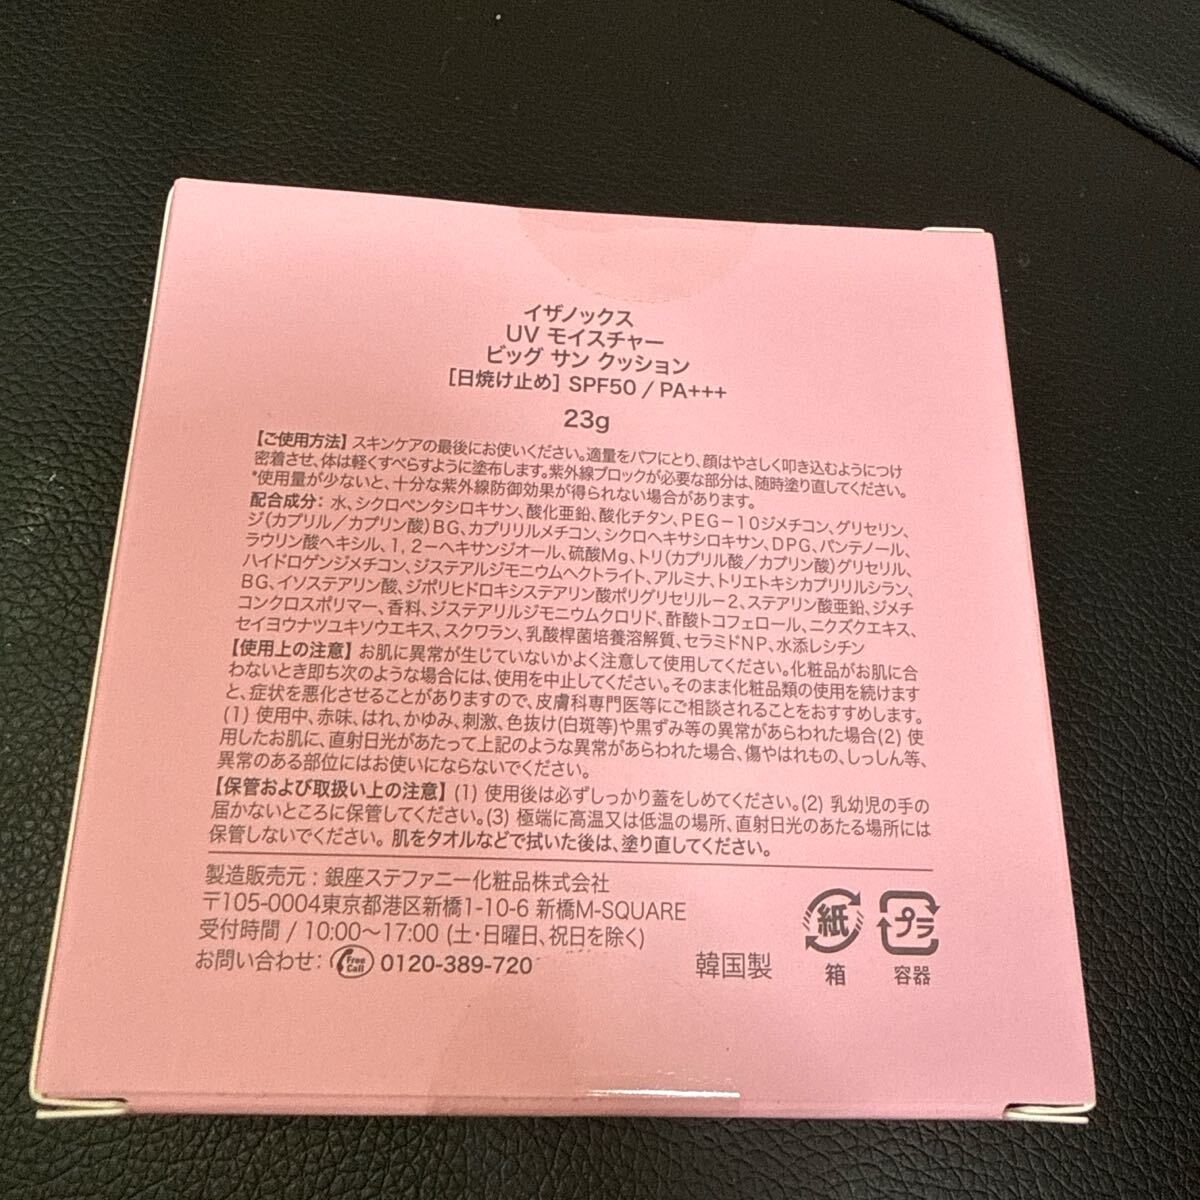 イザノックス
UV モイスチャー
ビッグ サン クッション
[日焼け止め] SPF50 / PA+++
23g
【ご使用方法】スキンケアの最後にお使いください。適量をパフにとり、顔はやさしく叩き込むようにつけ
密着させ、体は軽くすべらすように塗布します。紫外線ブロックが必要な部分は、随時塗り直してください。
*使用量が少ないと、十分な紫外線防御効果が得られない場合があります。
配合成分：水、シクロペンタシロキサン、酸化亜鉛、酸化チタン、PEG－10ジメチコン、グリセリン、
ジ(カプリル／カプリン酸)BG、カプリリルメチコン、シクロヘキサシロキサン、DPG、パンテノール、
ラウリン酸ヘキシル、1，2－ヘキサンジオール、硫酸Mg、トリ(カプリル酸／カプリン酸)グリセリル、
ハイドロゲンジメチコン、ジステアルジモニウムヘクトライト、アルミナ、トリエトキシカプリリルシラン、
BG、イソステアリン酸、ジポリヒドロキシステアリン酸ポリグリセリル－2、ステアリン酸亜鉛、ジメチ
コンクロスポリマー、香料、ジステアリルジモニウムクロリド、酢酸トコフェロール、ニクズクエキス、
セイヨウナツユキソウエキス、スクワラン、乳酸桿菌培養溶解質、セラミドNP、水添レシチン
【使用上の注意】お肌に異常が生じていないかよく注意して使用してください。化粧品がお肌に合
わないとき即ち次のような場合には、使用を中止してください。そのまま化粧品類の使用を続けます
と、症状を悪化させることがありますので、皮膚科専門医等にご相談されることをおすすめします。
(1) 使用中、赤味、はれ、かゆみ、刺激、色抜け(白斑等)や黒ずみ等の異常があらわれた場合(2) 使
用したお肌に、直射日光があたって上記のような異常があらわれた場合、傷やはれもの、しっしん等、
異常のある部位にはお使いにならないでください。
【保管および取扱い上の注意】(1) 使用後は必ずしっかり蓋をしめてください。(2) 乳幼児の手の
届かないところに保管してください。(3) 極端に高温又は低温の場所、直射日光のあたる場所には
保管しないでください。 肌をタオルなどで拭いた後は、塗り直してください。
製造販売元：銀座ステファニー化粧品株式会社
〒105-0004東京都港区新橋1-10-6 新橋M-SQUARE
受付時間 / 10:00〜17:00 (土・日曜日、祝日を除く)
お問い合わせ： Free Call 0120-389-720
韓国製
紙
箱
プラ
容器